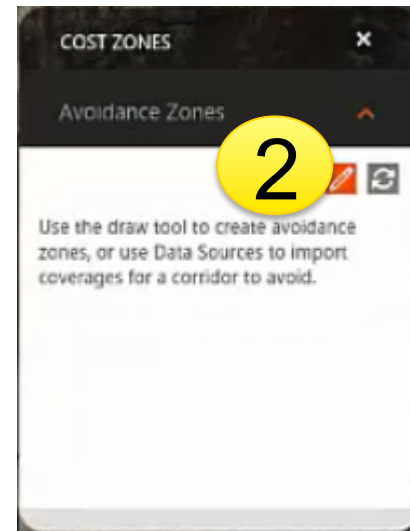 COST ZONES ×
Avoidance Zones
2
Use the draw tool to create avoidance
zones, or use Data Sources to import
coverages for a corridor to avoid.